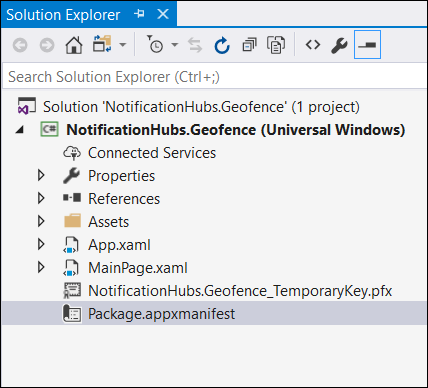 Solution Explorer
Search Solution Explorer (Ctrl+;)
Solution 'NotificationHubs.Geofence' (1 project)
C# NotificationHubs.Geofence (Universal Windows)
Connected Services
Properties
References
Assets
App.xaml
MainPage.xaml
NotificationHubs.Geofence_TemporaryKey.pfx
Package.appxmanifest